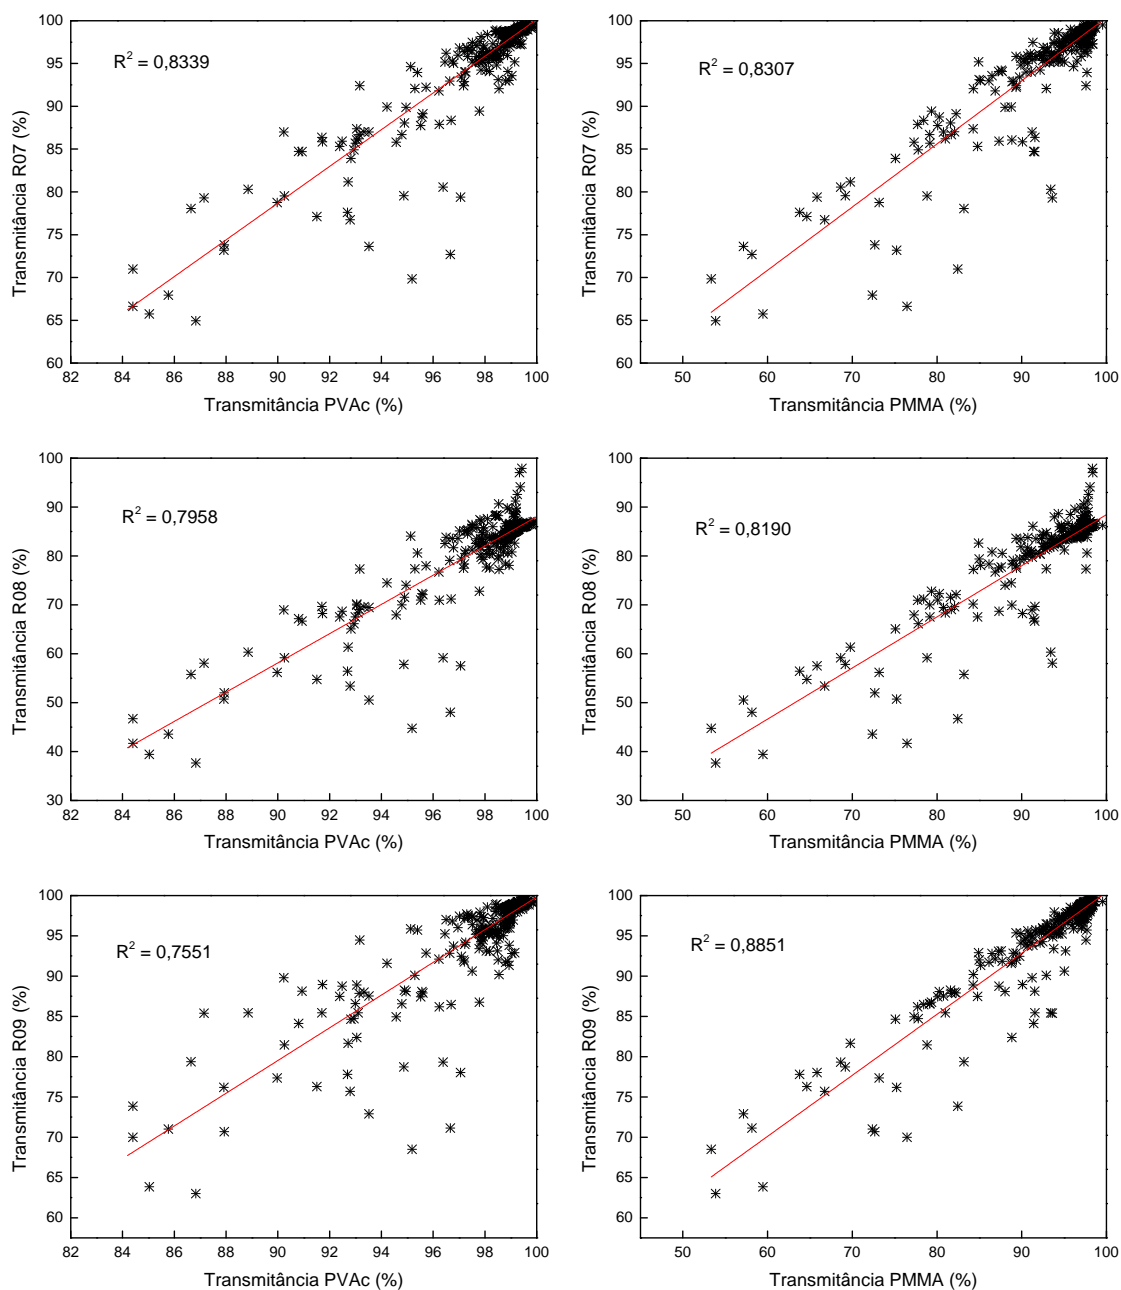 100
95
90
85
80
75
70
65
60
Transmitância R07 (%)
R² = 0,8339
82 84 86 88 90 92 94 96 98 100
Transmitância PVAc (%)
100
95
90
85
80
75
70
65
60
Transmitância R07 (%)
R² = 0,8307
50 60 70 80 90 100
Transmitância PMMA (%)
100
90
80
70
60
50
40
30
Transmitância R08 (%)
R² = 0,7958
82 84 86 88 90 92 94 96 98 100
Transmitância PVAc (%)
100
90
80
70
60
50
40
30
Transmitância R08 (%)
R² = 0,8190
50 60 70 80 90 100
Transmitância PMMA (%)
100
95
90
85
80
75
70
65
60
Transmitância R09 (%)
R² = 0,7551
82 84 86 88 90 92 94 96 98 100
Transmitância PVAc (%)
100
95
90
85
80
75
70
65
60
Transmitância R09 (%)
R² = 0,8851
50 60 70 80 90 100
Transmitância PMMA (%)